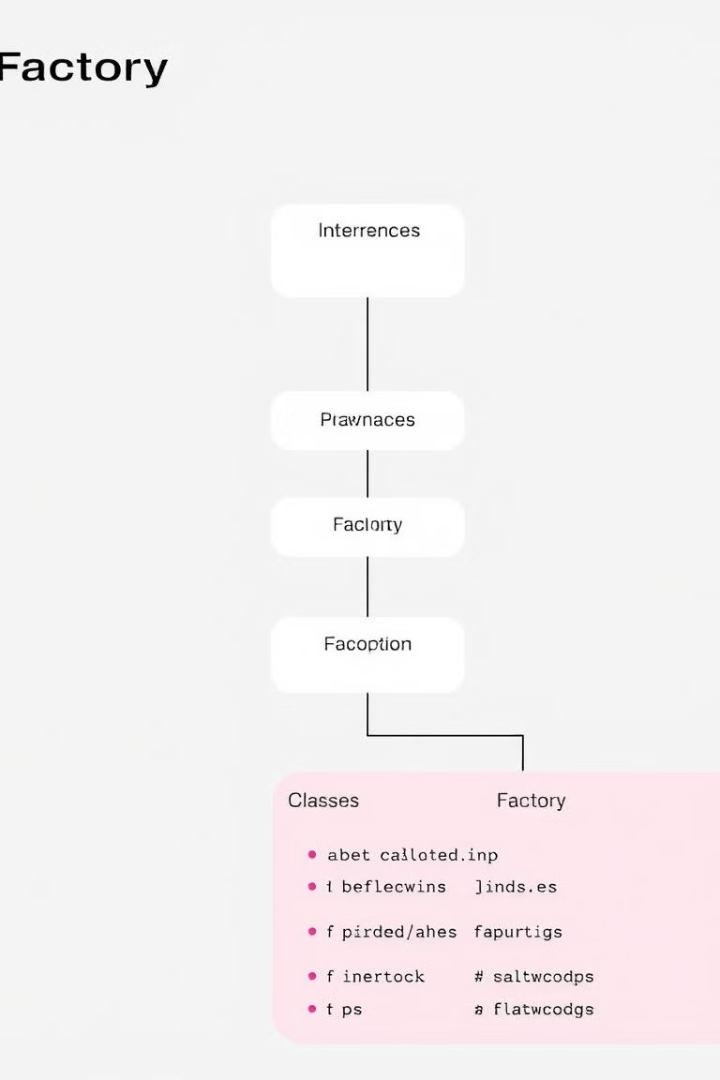 Factory
Interrences
Prawnaces
Faclorty
Facoption
Classes Factory
abet calloted.inp
beflecwins ]inds.es
f pirded/ahes fapurtigs
f inertock # saltwcodps
ps flatwcodgs